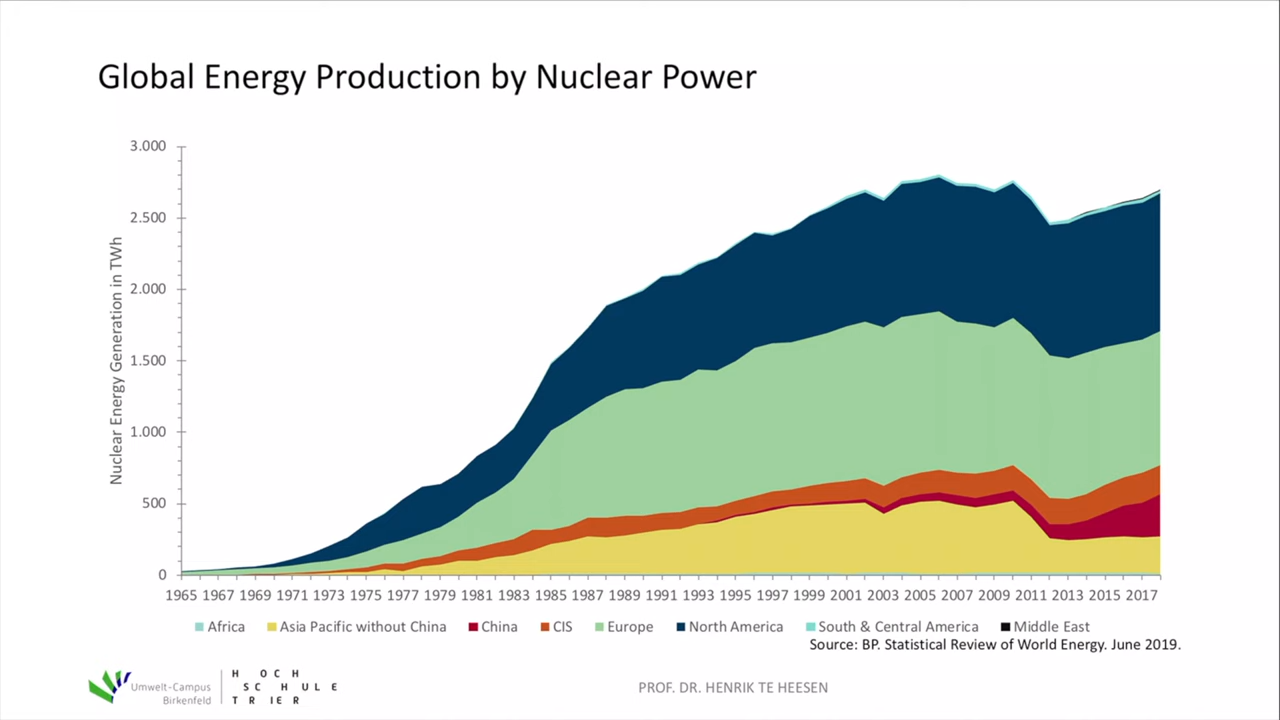 Global Energy Production by Nuclear Power
Nuclear Energy Generation in TWh
3.000
2.500
2.000
1.500
1.000
500
0
1965 1967 1969 1971 1973 1975 1977 1979 1981 1983 1985 1987 1989 1991 1993 1995 1997 1999 2001 2003 2005 2007 2009 2011 2013 2015 2017
Africa Asia Pacific without China China CIS Europe North America South & Central America Middle East
Source: BP. Statistical Review of World Energy. June 2019.
Umwelt-Campus
Birkenfeld
H O C H
S C H U L E
T R I E R
PROF. DR. HENRIK TE HEESEN